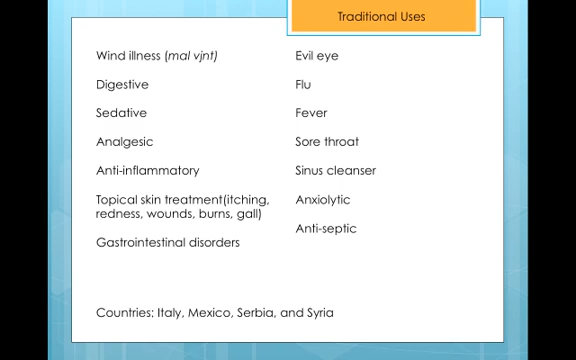 Traditional Uses
Wind illness (mal vjnt)
Digestive
Sedative
Analgesic
Anti-inflammatory
Topical skin treatment(itching,
redness, wounds, burns, gall)
Gastrointestinal disorders
Evil eye
Flu
Fever
Sore throat
Sinus cleanser
Anxiolytic
Anti-septic
Countries: Italy, Mexico, Serbia, and Syria